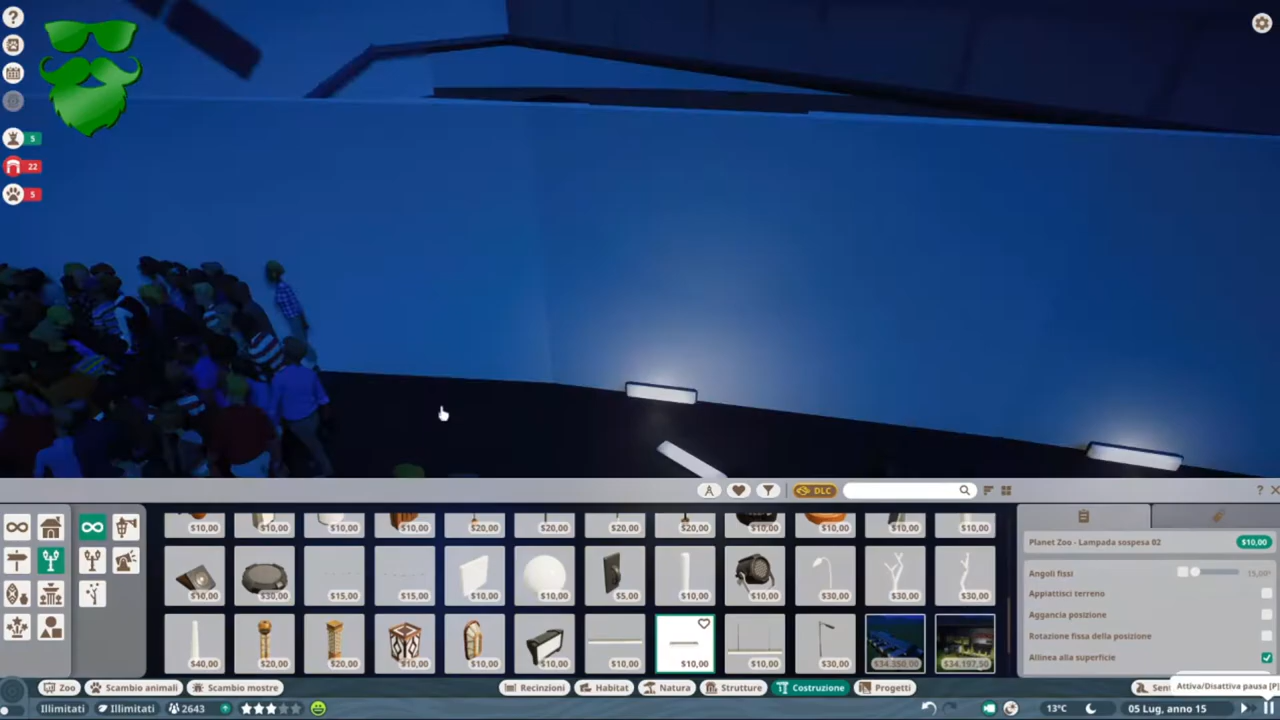 ?
5
22
5
DLC
?
$10,00 $10,00 $10,00 $10,00 $20,00 $20,00 $20,00 $20,00 $10,00 $10,00 $10,00 $10,00
$10,00 $30,00 $15,00 $15,00 $10,00 $10,00 $5,00 $10,00 $10,00 $30,00 $30,00 $30,00
$40,00 $20,00 $20,00 $10,00 $10,00 $10,00 $10,00 $10,00 $10,00 $30,00 $34.350,00 $34.197,50
Planet Zoo - Lampada sospesa 02 $10,00
Angoli fissi 15,00°
Appiattisci terreno
Aggancia posizione
Rotazione fissa della posizione
Allinea alla superficie
Zoo Scambio animali Scambio mostre Recinzioni Habitat Natura Strutture Costruzione Progetti
Attiva/Disattiva pausa [P]
Illimitati Illimitati 2643 13°C 05 Lug, anno 15